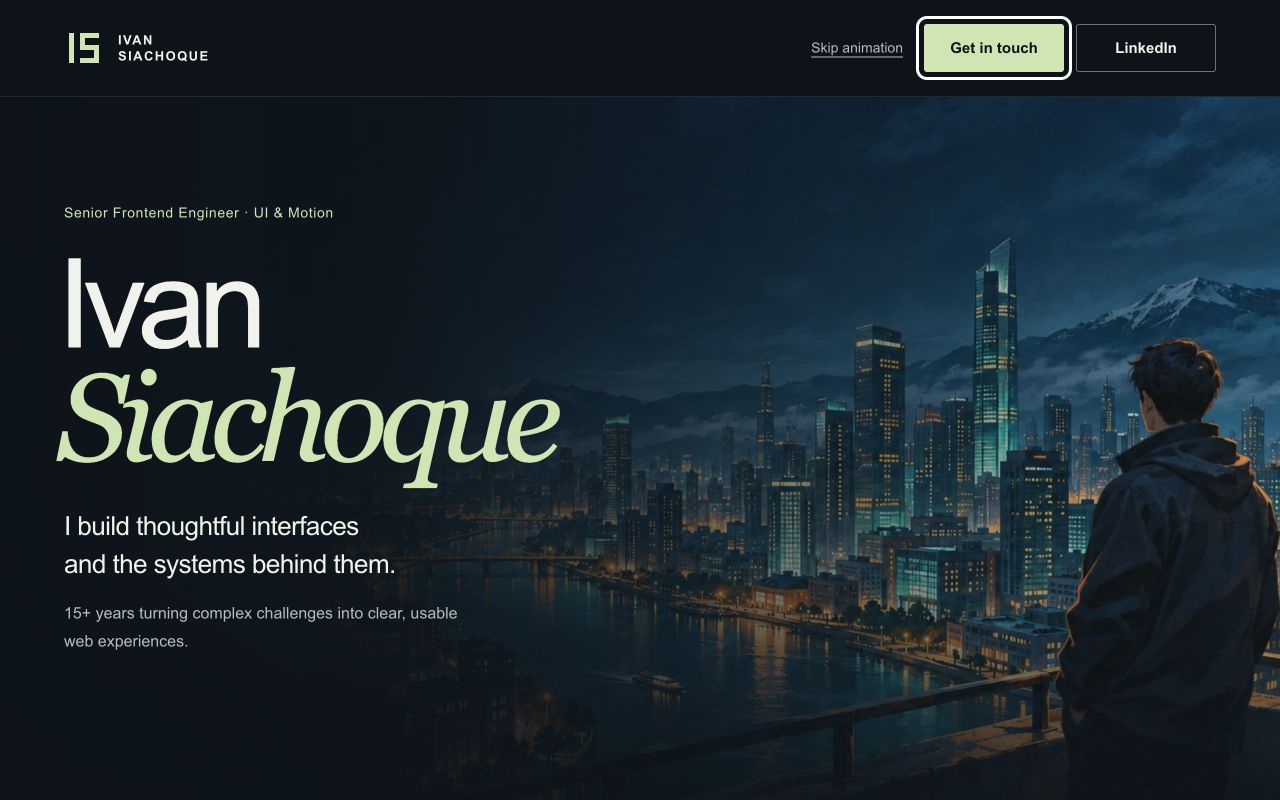 IVAN
SIACHOQUE
Skip animation
Get in touch
LinkedIn
Senior Frontend Engineer · UI & Motion
Ivan
Siachoque
I build thoughtful interfaces
and the systems behind them.
15+ years turning complex challenges into clear, usable
web experiences.